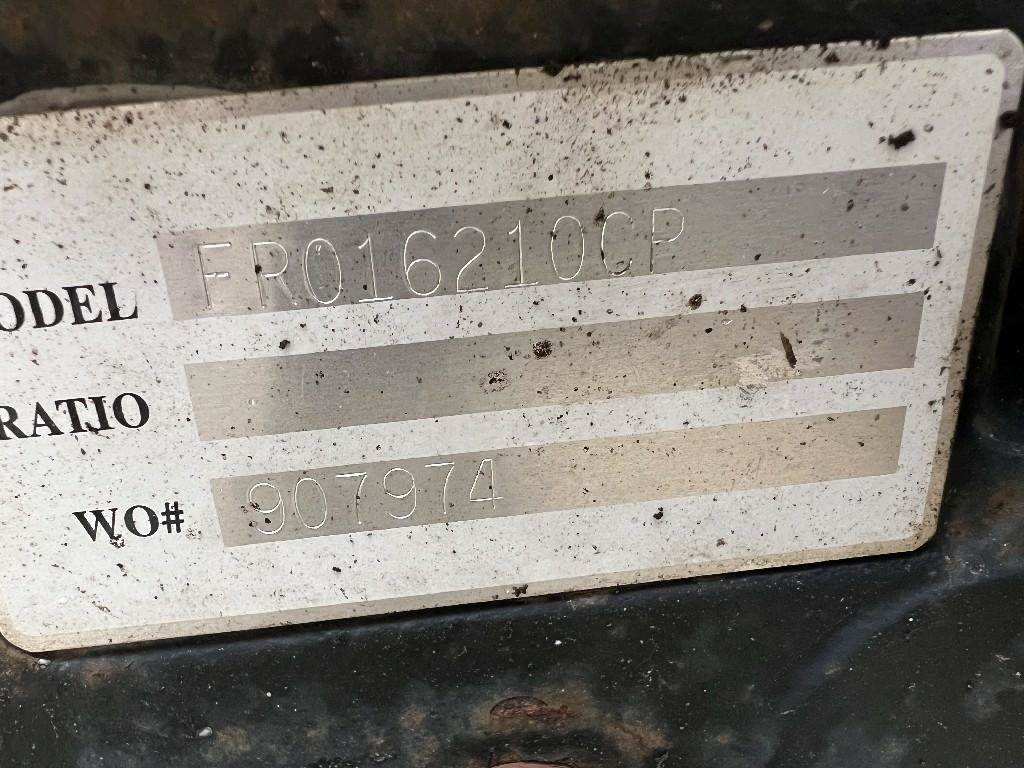 ODEL FRO16210CP
RATIO
WO# 907974